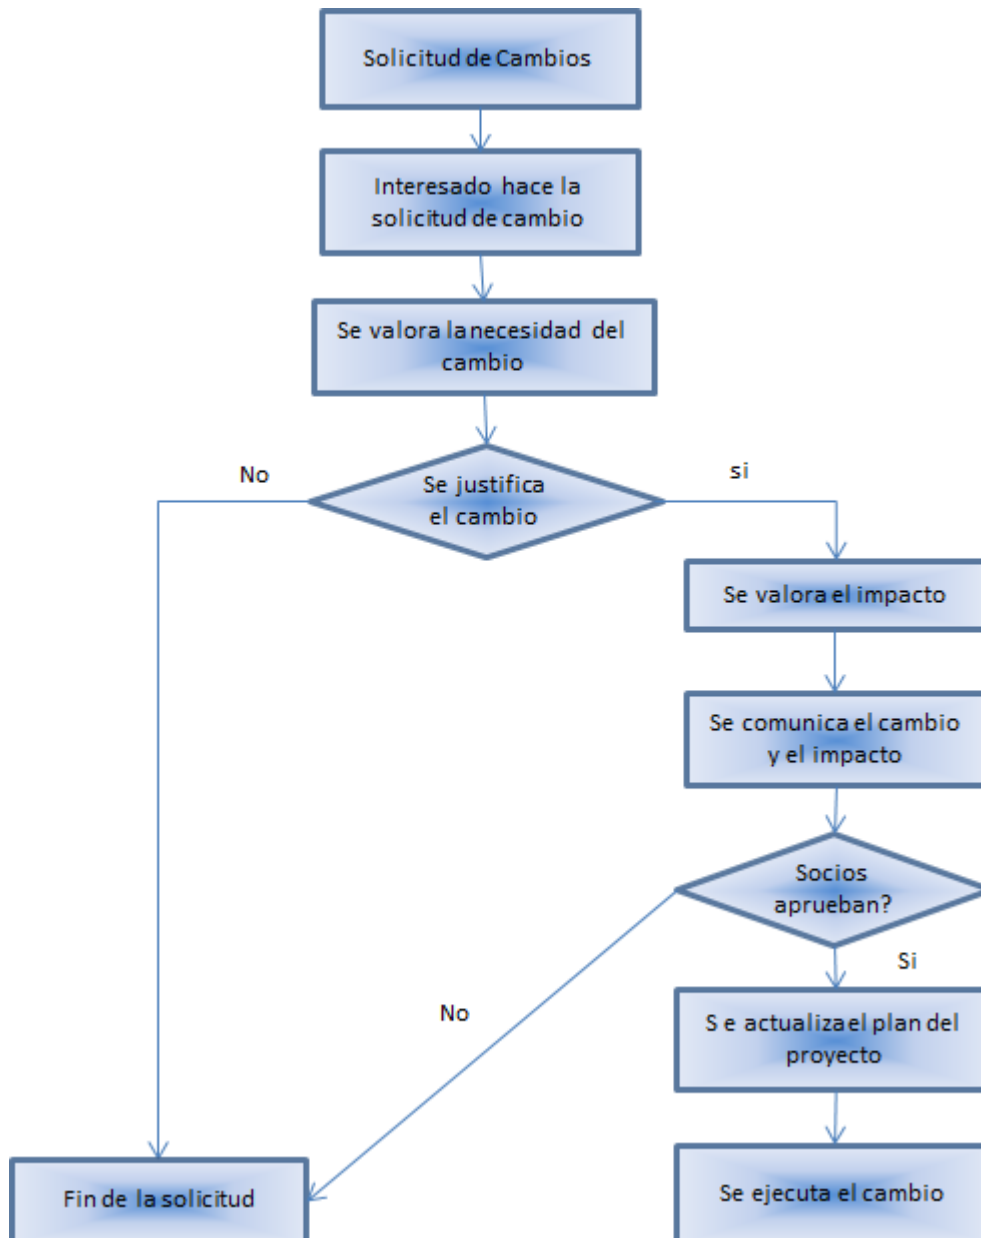 Solicitud de Cambios
Interesado hace la
solicitud de cambio
Se valora la necesidad del
cambio
No
si
Se justifica
el cambio
Se valora el impacto
Se comunica el cambio
y el impacto
Socios
aprueban?
Si
No
S e actualiza el plan del
proyecto
Fin de la solicitud
Se ejecuta el cambio